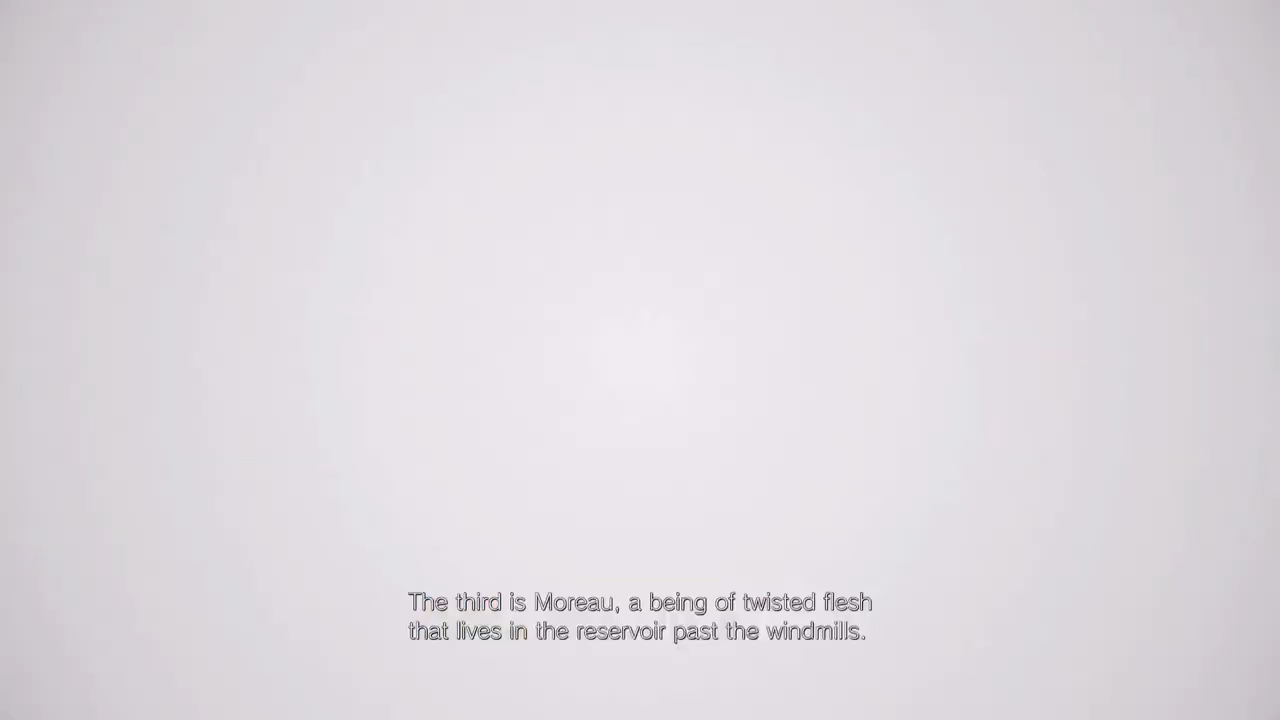 The third is Moreau, a being of twisted flesh
that lives in the reservoir past the windmills.